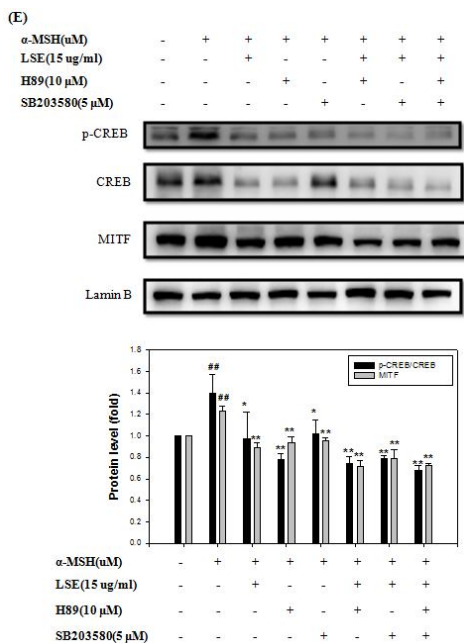 (E)
α-MSH(uM) - + + + + + + +
LSE(15 ug/ml) - - + - - + + +
H89(10 μM) - - - + - + - +
SB203580(5 μM) - - - - + - + +
p-CREB
CREB
MITF
Lamin B
Protein level (fold)
1.8
1.6
1.4
1.2
1.0
0.8
0.6
0.4
0.2
0.0
p-CREB/CREB
MITF
## ## * ** ** ** * ** ** ** ** ** ** **
α-MSH(uM) - + + + + + + +
LSE(15 ug/ml) - - + - - + + +
H89(10 μM) - - - + - + - +
SB203580(5 μM) - - - - + - + +